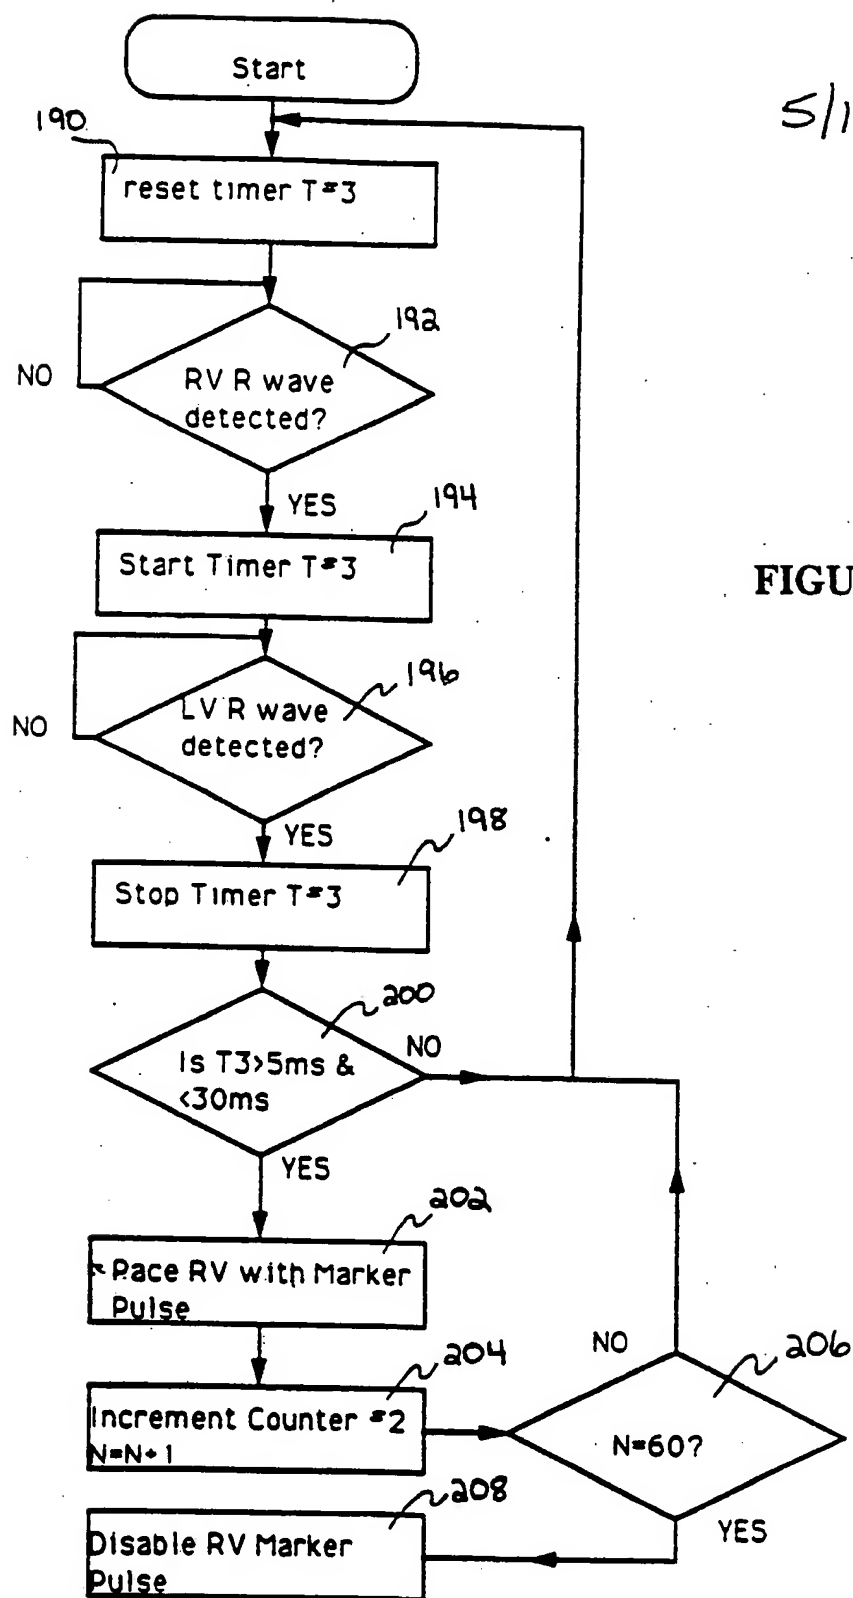 Start
5/1
190
reset timer T#3
192
NO
RV R wave
detected?
YES
194
Start Timer T#3
FIGU
196
NO
LV R wave
detected?
YES
198
Stop Timer T#3
200
NO
Is T3>5ms &
<30ms
YES
202
Pace RV with Marker
Pulse
NO
206
204
Increment Counter #2
N=N+1
N=60?
208
YES
Disable RV Marker
Pulse